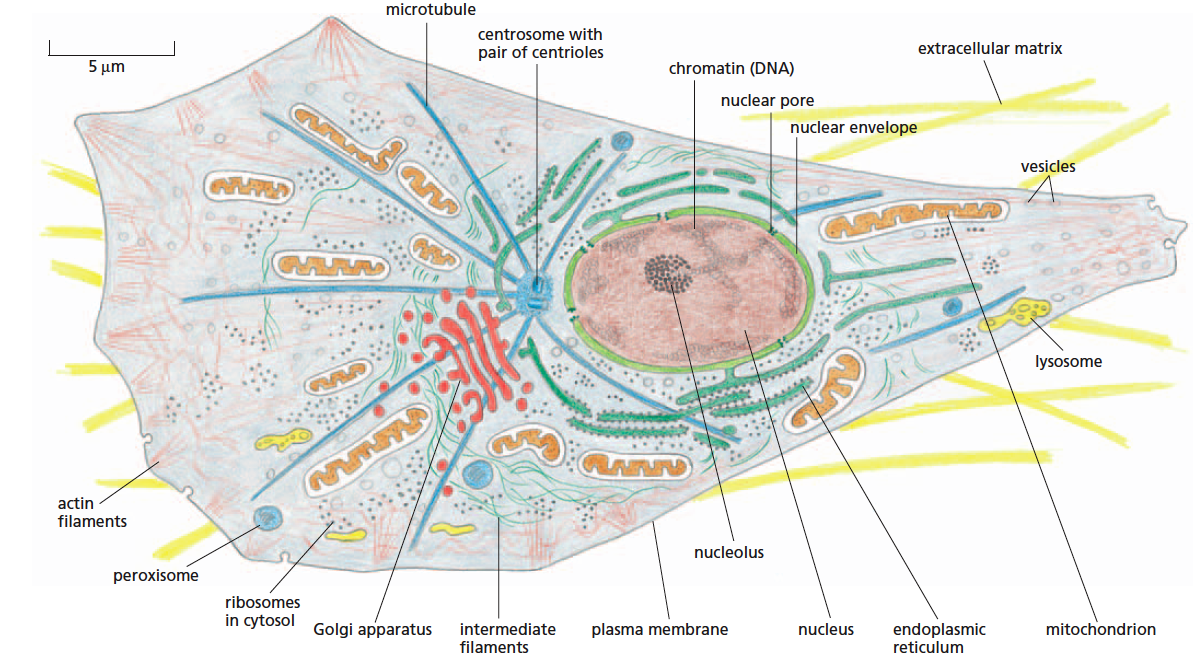 microtubule
centrosome with
pair of centrioles
extracellular matrix
5 μm
chromatin (DNA)
nuclear pore
nuclear envelope
vesicles
lysosome
actin
filaments
nucleolus
peroxisome
ribosomes
in cytosol
Golgi apparatus
intermediate
filaments
plasma membrane
nucleus
endoplasmic
reticulum
mitochondrion